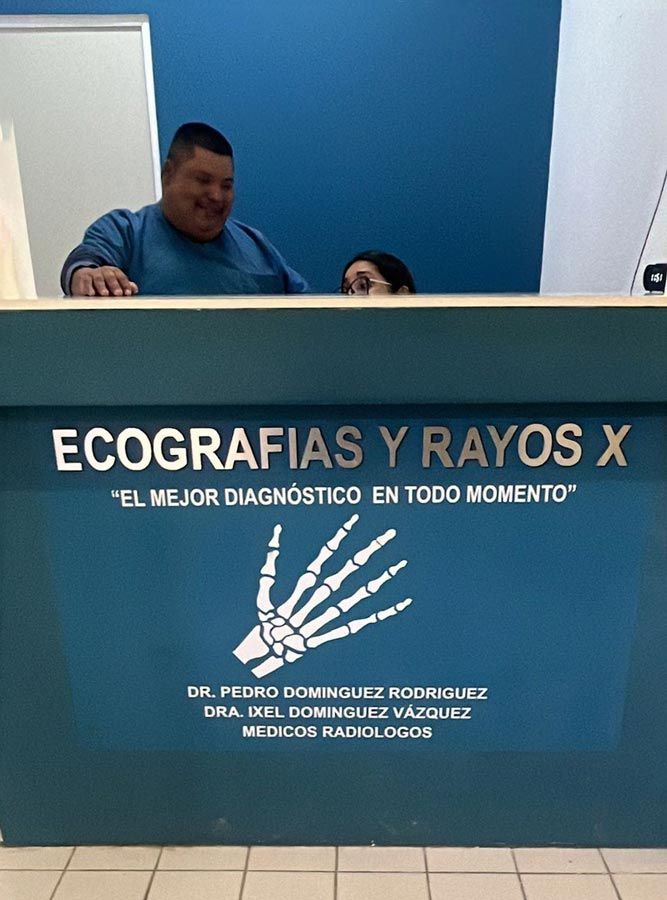 ECOGRAFIAS Y RAYOS X
“EL MEJOR DIAGNÓSTICO EN TODO MOMENTO”
DR. PEDRO DOMINGUEZ RODRIGUEZ
DRA. IXEL DOMINGUEZ VÁZQUEZ
MEDICOS RADIOLOGOS